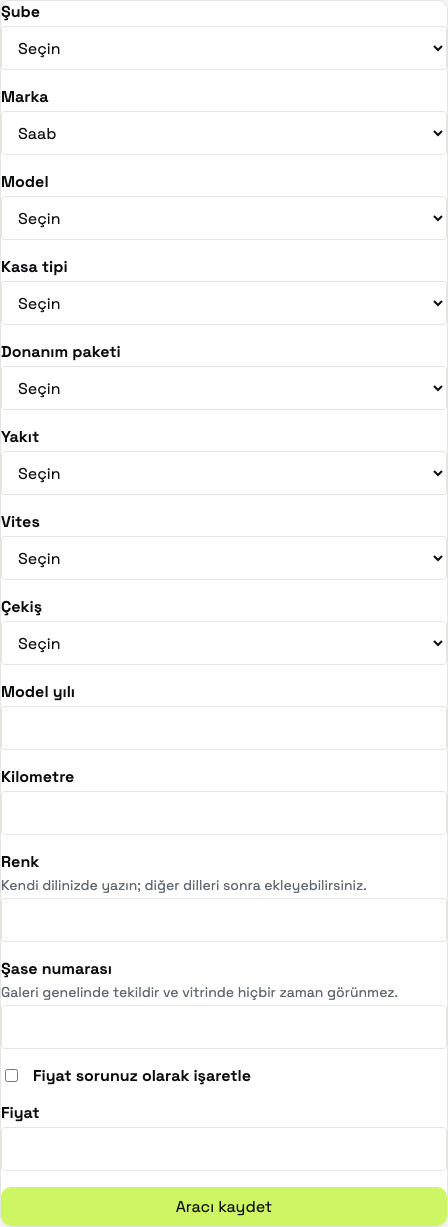 Şube
Seçin
Marka
Saab
Model
Seçin
Kasa tipi
Seçin
Donanım paketi
Seçin
Yakıt
Seçin
Vites
Seçin
Çekiş
Seçin
Model yılı
Kilometre
Renk
Kendi dilinizde yazın; diğer dilleri sonra ekleyebilirsiniz.
Şase numarası
Galeri genelinde tekildir ve vitrinde hiçbir zaman görünmez.
Fiyat sorunuz olarak işaretle
Fiyat
Aracı kaydet